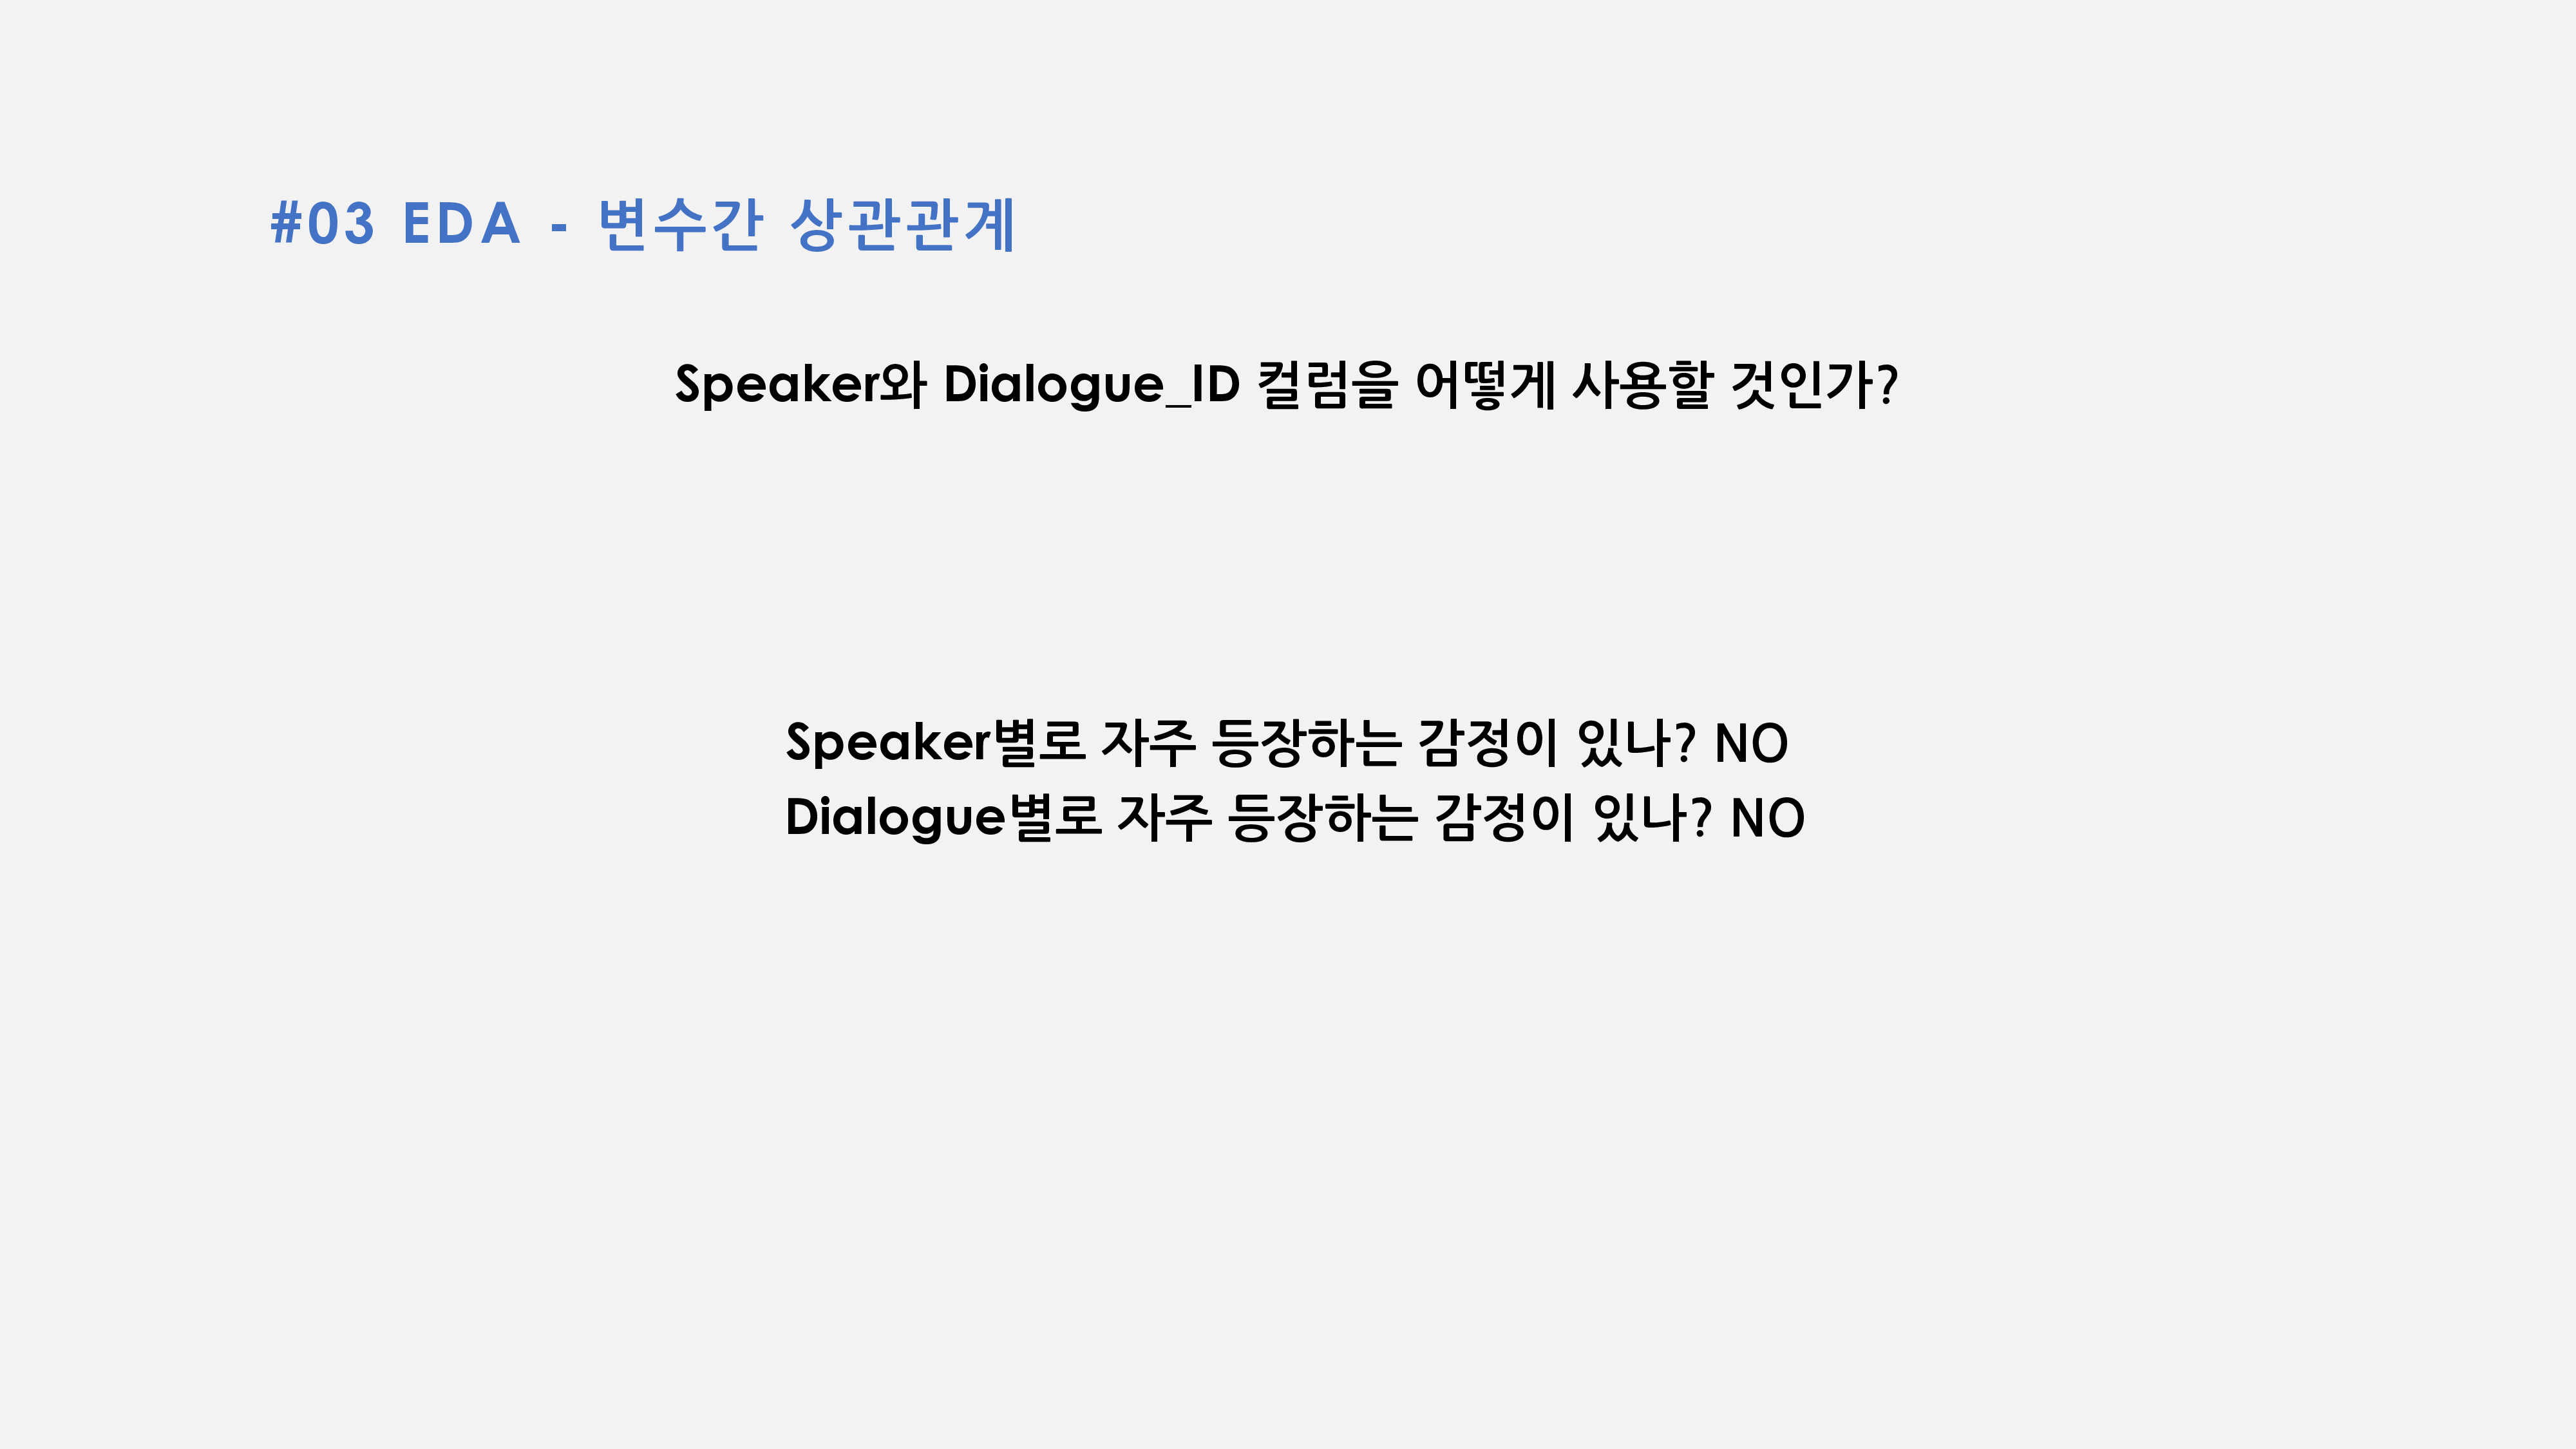 #03 EDA - 변수간 상관관계
Speaker와 Dialogue_ID 컬럼을 어떻게 사용할 것인가?
Speaker별로 자주 등장하는 감정이 있나? NO
Dialogue별로 자주 등장하는 감정이 있나? NO